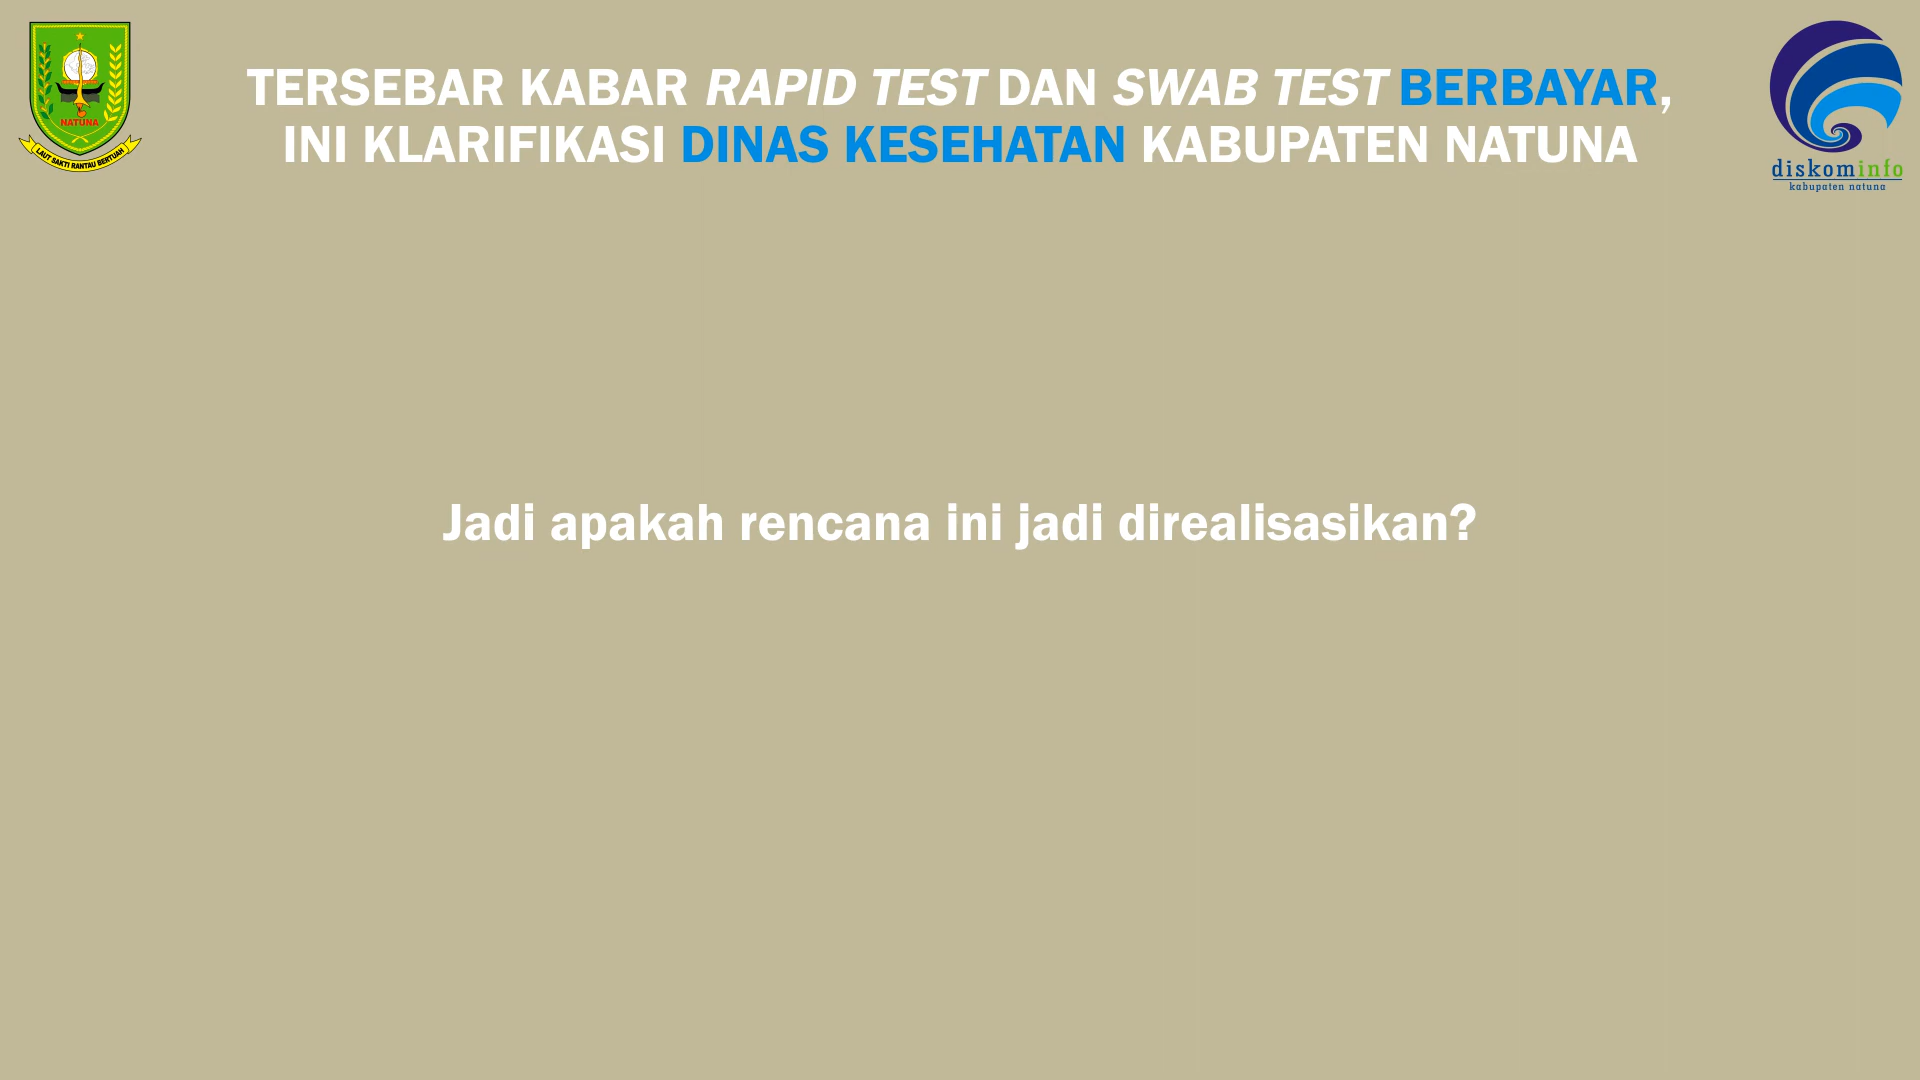 NATUNA
LAUT SAKTI RANTAU BERTUAH
TERSEBAR KABAR RAPID TEST DAN SWAB TEST BERBAYAR,
INI KLARIFIKASI DINAS KESEHATAN KABUPATEN NATUNA
diskominfo
kabupaten natuna
Jadi apakah rencana ini jadi direalisasikan?